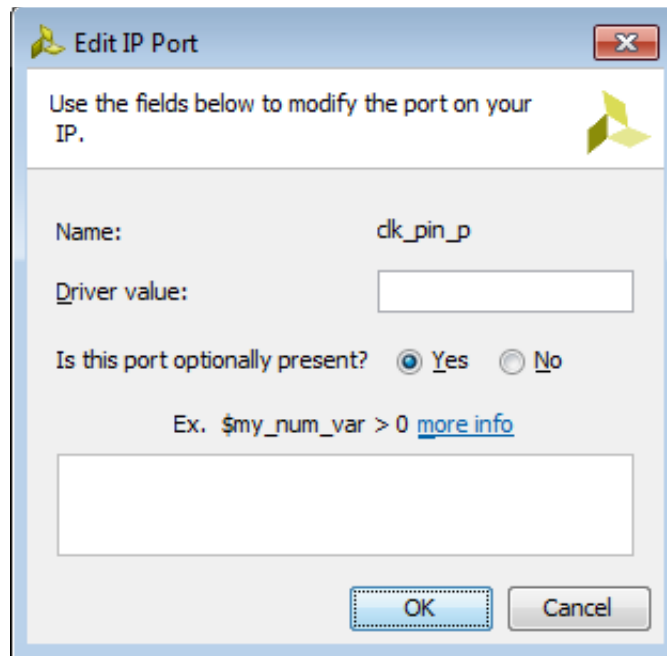 Edit IP Port
Use the fields below to modify the port on your
IP.
Name: clk_pin_p
Driver value:
Is this port optionally present? Yes No
Ex. $my_num_var > 0 more info
OK Cancel